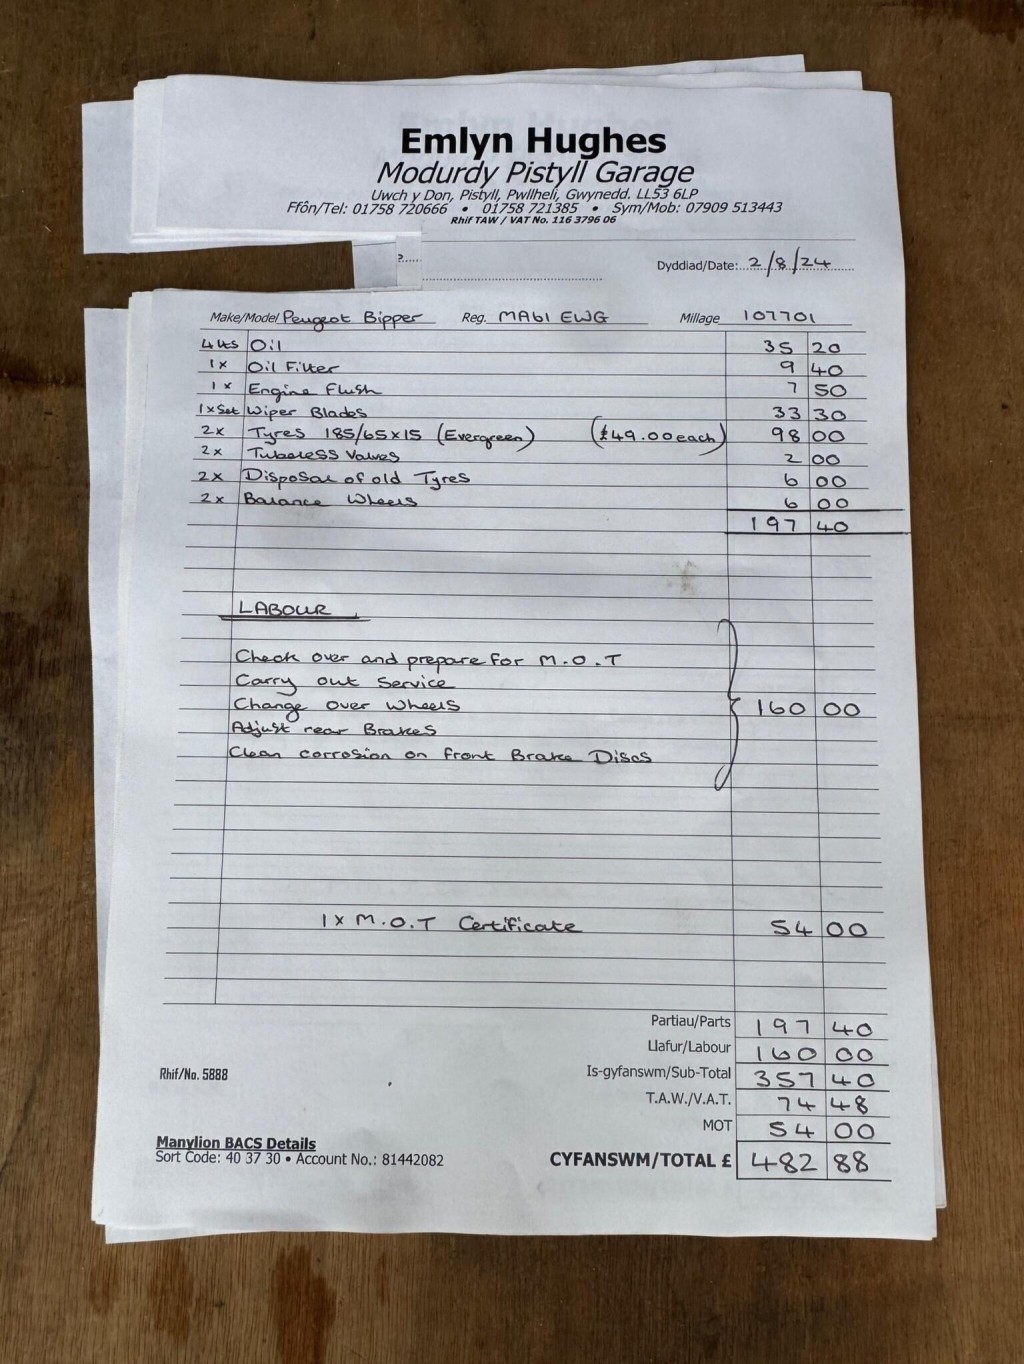 Emlyn Hughes
Modurdy Pistyll Garage
Uwch y Don, Pistyll, Pwllheli, Gwynedd. LL53 6LP
Ffôn/Tel: 01758 720666 • 01758 721385 • Sym/Mob: 07909 513443
Rhif TAW / VAT No. 116 3796 06
Dyddiad/Date: 2/8/24
Make/Model Peugeot Bipper Reg. MA61 EWG Millage 107701
4 Lts Oil 35 20
1x Oil Filter 9 40
1x Engine Flush 7 50
1xSet Wiper Blades 33 30
2x Tyres 185/65x15 (Evergreen) (£49.00 each) 98 00
2x Tubeless Valves 2 00
2x Disposal of old Tyres 6 00
2x Balance Wheels 6 00
197 40
LABOUR
Check over and prepare for M.O.T
Carry out Service
Change over Wheels 160 00
Adjust rear Brakes
Clean corrosion on front Brake Discs
1x M.O.T Certificate 54 00
Partiau/Parts 197 40
Llafur/Labour 160 00
Is-gyfanswm/Sub-Total 357 40
T.A.W./V.A.T. 74 48
MOT 54 00
CYFANSWM/TOTAL £ 482 88
Rhif/No. 5888
Manylion BACS Details
Sort Code: 40 37 30 • Account No.: 81442082